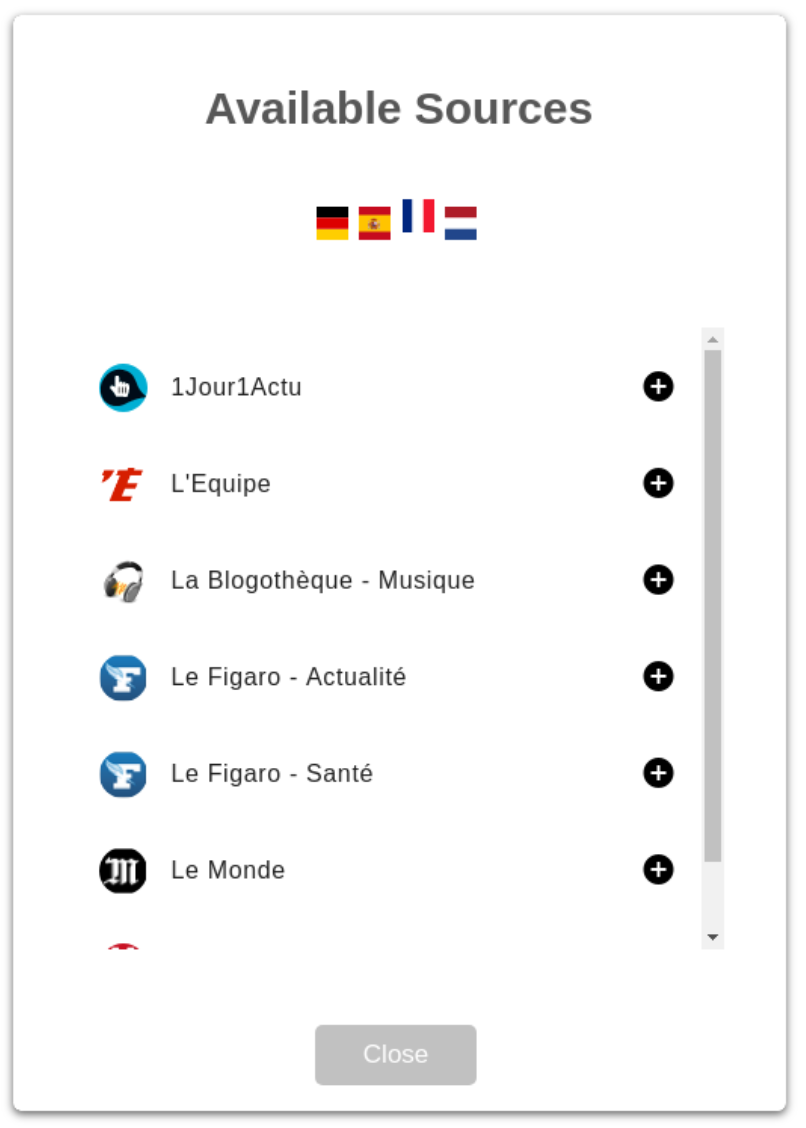 Available Sources
1Jour1Actu
L'Equipe
La Blogothèque - Musique
Le Figaro - Actualité
Le Figaro - Santé
Le Monde
Close